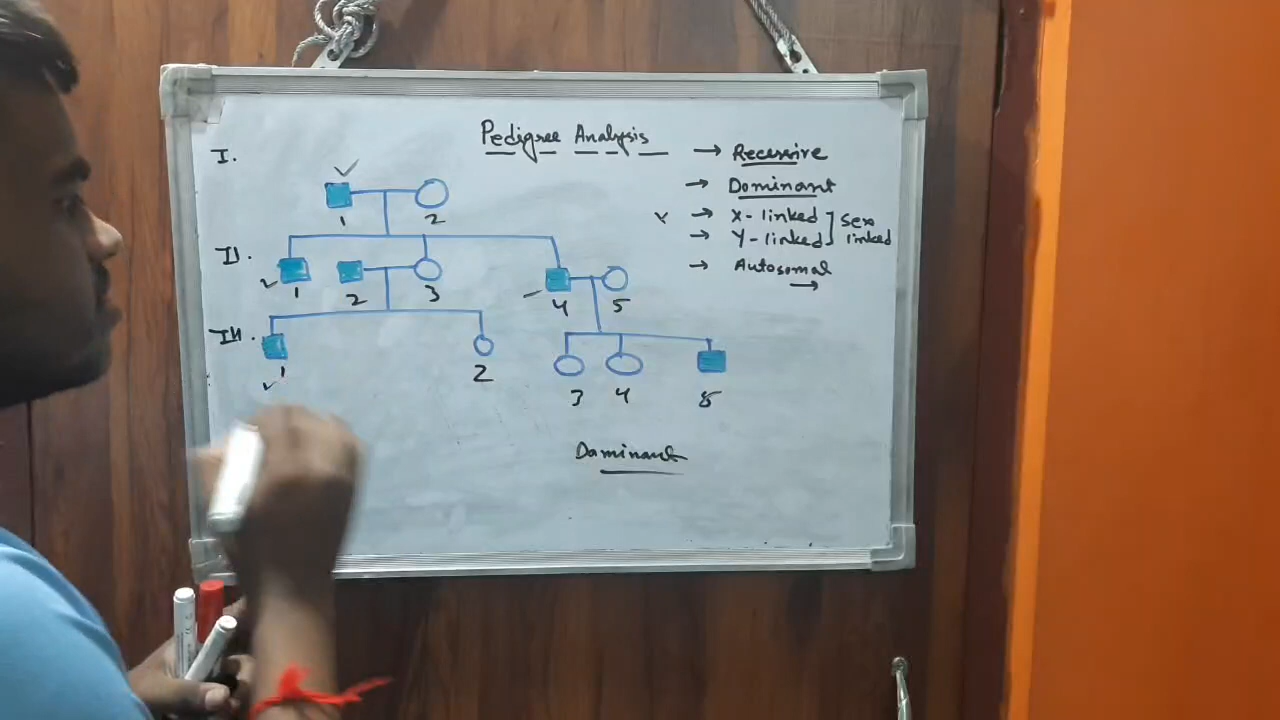 Pedigree Analysis
→ Recessive
→ Dominant
→ X-linked
→ Y-linked
] Sex linked
→ Autosomal
→
I.
1 2
II.
1 2 3 4 5
III.
1 2 3 4 5
Dominant